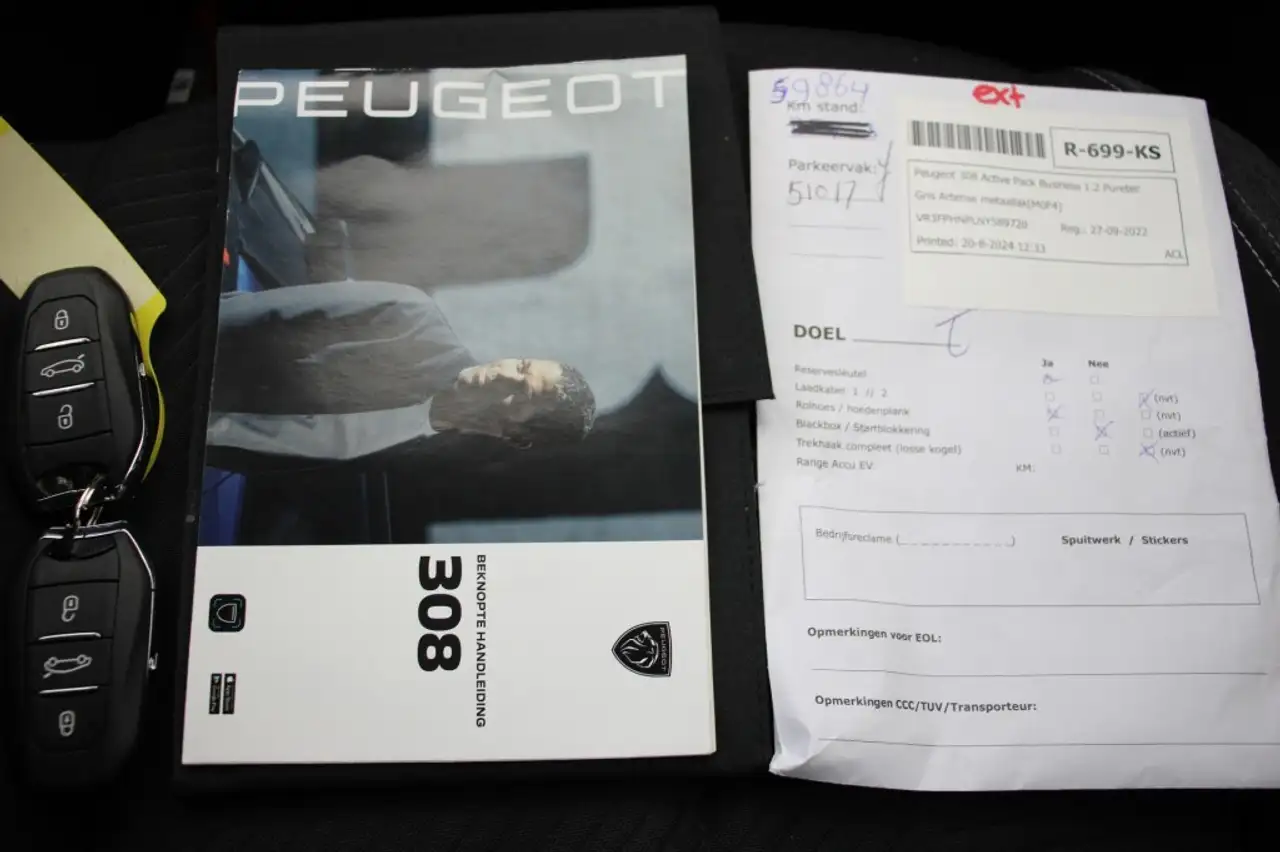 PEUGEOT
308
BEKNOPTE HANDLEIDING
PEUGEOT
59864
ext
Km stand:
Parkeervak:
51017
R-699-KS
Peugeot 308 Active Pack Business 1.2 Puretec
Gris Artense metaallak(M0F4)
Reg.: 27-09-2022
Printed: 20-8-2024 12:33
ACL
DOEL
Ja Nee
Reservesleutel
Laadkabel 1 // 2 (nvt)
Rolhoes / hoedenplank (nvt)
Blackbox / Startblokkering (actief)
Trekhaak compleet (losse kogel) (nvt)
Range Accu EV KM:
Bedrijfsreclame (_ _ _ _ _ _ _ _ _ _ _) Spuitwerk / Stickers
Opmerkingen voor EOL:
Opmerkingen CCC/TUV/Transporteur: